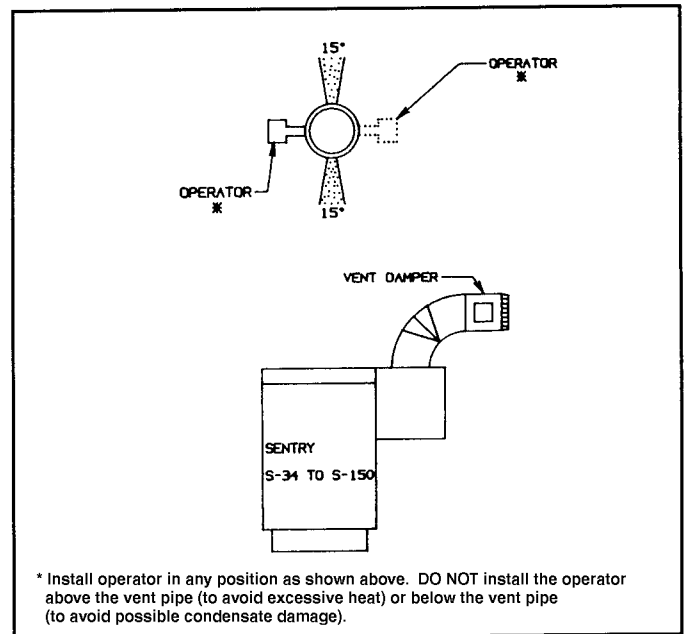 15°
OPERATOR
*
OPERATOR
*
15°
VENT DAMPER
SENTRY
S-34 TO S-150
* Install operator in any position as shown above. DO NOT install the operator
above the vent pipe (to avoid excessive heat) or below the vent pipe
(to avoid possible condensate damage).